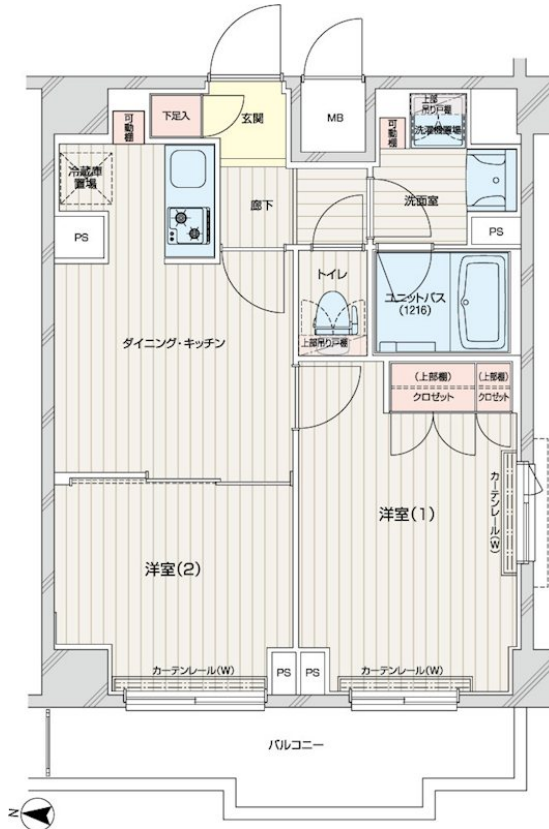 下足入
玄関
MB
上部
吊り戸棚
洗濯機置場
可動棚
可動棚
冷蔵庫
置場
廊下
洗面室
PS
PS
トイレ
ユニットバス
(1216)
ダイニング・キッチン
上部吊り戸棚
(上部棚)
クロゼット
(上部棚)
クロゼット
カーテンレール(W)
洋室(1)
洋室(2)
カーテンレール(W)
PS
PS
カーテンレール(W)
バルコニー
N